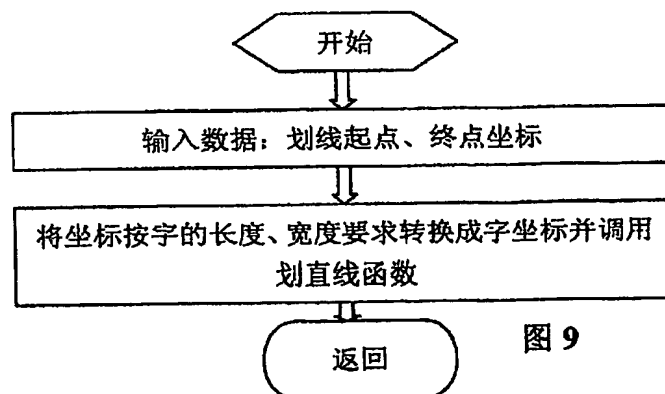 开始
输入数据：划线起点、终点坐标
将坐标按字的长度、宽度要求转换成字坐标并调用
划直线函数
返回
图 9